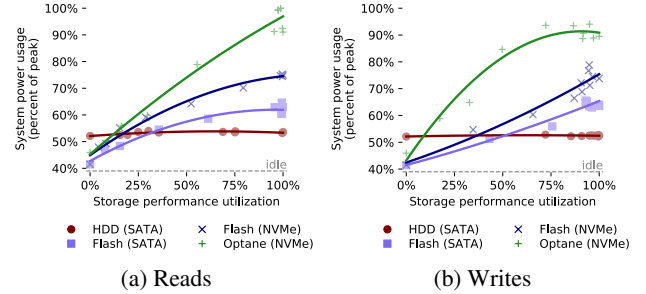 System power usage
(percent of peak)
100%
90%
80%
70%
60%
50%
40%
idle
0% 25% 50% 75% 100%
Storage performance utilization
HDD (SATA) Flash (NVMe)
Flash (SATA) Optane (NVMe)
(a) Reads
System power usage
(percent of peak)
100%
90%
80%
70%
60%
50%
40%
idle
0% 25% 50% 75% 100%
Storage performance utilization
HDD (SATA) Flash (NVMe)
Flash (SATA) Optane (NVMe)
(b) Writes